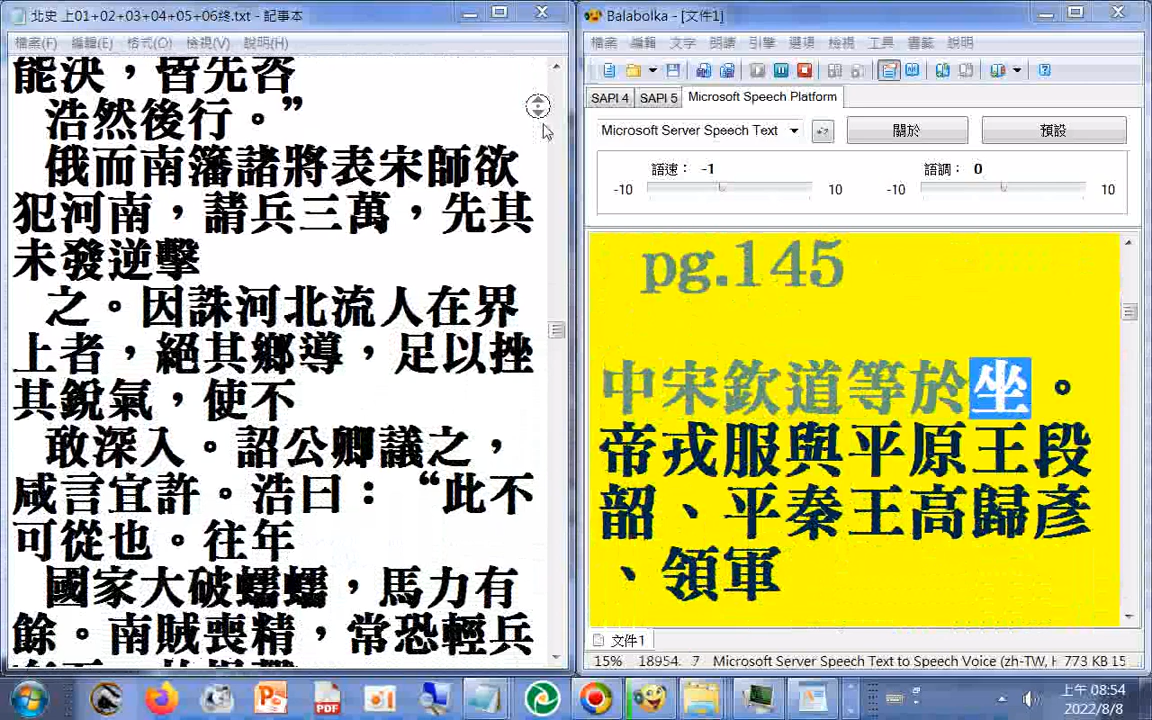 北史 上01+02+03+04+05+06终.txt - 記事本
檔案(F) 編輯(E) 格式(O) 檢視(V) 說明(H)
能決，皆先咨
浩然後行。”
俄而南藩諸將表宋師欲
犯河南，請兵三萬，先其
未發逆擊
之。因誅河北流人在界
上者，絕其鄉導，足以挫
其銳氣，使不
敢深入。詔公卿議之，
咸言宜許。浩曰：“此不
可從也。往年
國家大破蠕蠕，馬力有
餘。南賊喪精，常恐輕兵
Balabolka - [文件1]
檔案 編輯 文字 朗讀 引擎 選項 檢視 工具 書籤 說明
SAPI 4 SAPI 5 Microsoft Speech Platform
Microsoft Server Speech Text 關於 預設
語速： -1 語調： 0
-10 10 -10 10
pg.145
中宋欽道等於坐。
帝戎服與平原王段
韶、平秦王高歸彥
、領軍
文件1
15% 18954: 7 Microsoft Server Speech Text to Speech Voice (zh-TW, H 773 KB 15
上午 08:54
2022/8/8